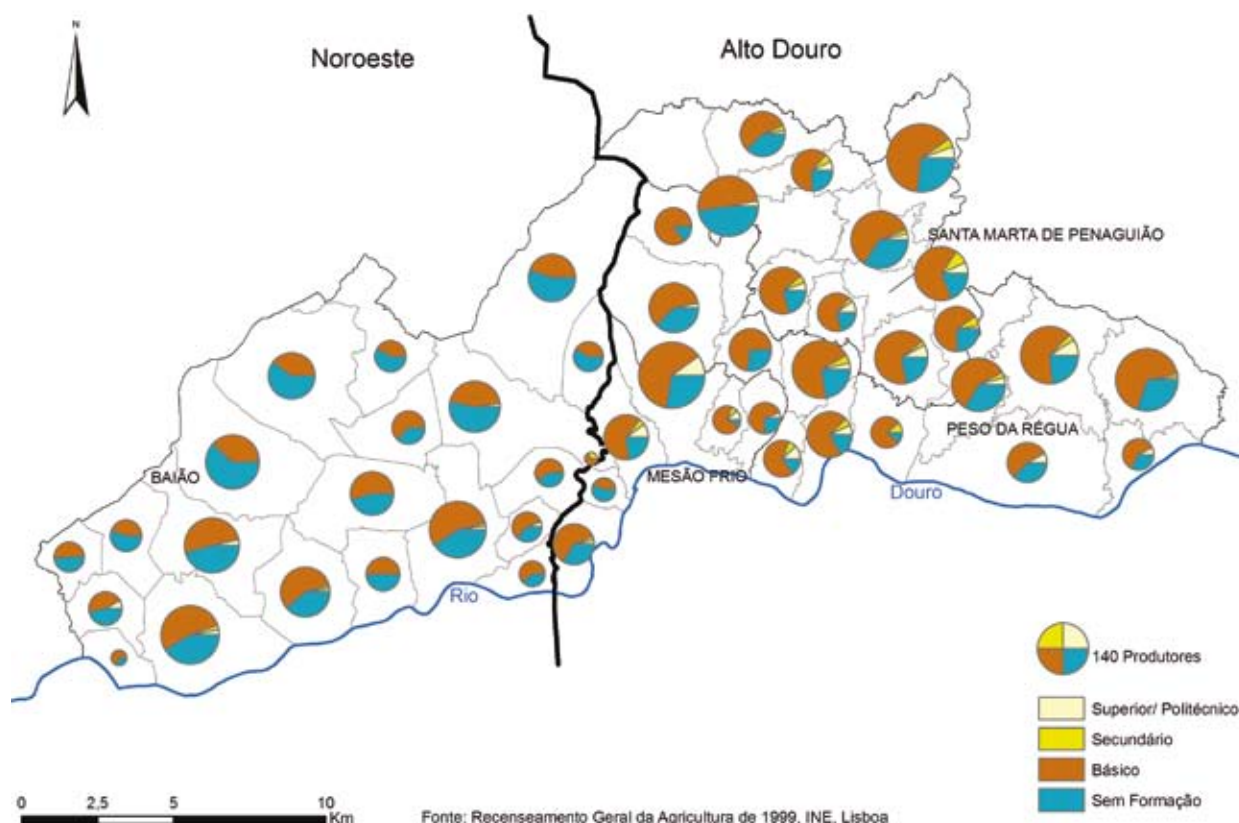 N
Noroeste
Alto Douro
SANTA MARTA DE PENAGUIÃO
BAIÃO
MESÃO FRIO
PESO DA RÉGUA
Douro
Rio
140 Produtores
Superior/ Politécnico
Secundário
Básico
Sem Formação
0 2,5 5 10
Km
Fonte: Recenseamento Geral da Agricultura de 1999, INE, Lisboa